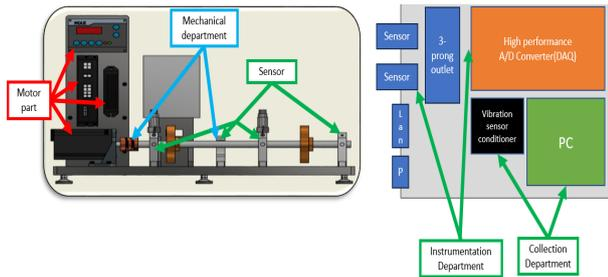 Mechanical
department
Sensor
Motor
part
Sensor
Sensor
3-
prong
outlet
High performance
A/D Converter(DAQ)
L
a
n
P
Vibration
sensor
conditioner
PC
Instrumentation
Department
Collection
Department